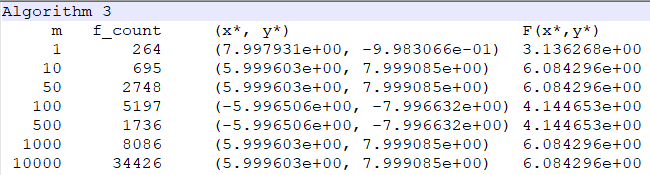 Algorithm 3
m f_count (x*, y*) F(x*,y*)
1 264 (7.997931e+00, -9.983066e-01) 3.136268e+00
10 695 (5.999603e+00, 7.999085e+00) 6.084296e+00
50 2748 (5.999603e+00, 7.999085e+00) 6.084296e+00
100 5197 (-5.996506e+00, -7.996632e+00) 4.144653e+00
500 1736 (-5.996506e+00, -7.996632e+00) 4.144653e+00
1000 8086 (5.999603e+00, 7.999085e+00) 6.084296e+00
10000 34426 (5.999603e+00, 7.999085e+00) 6.084296e+00